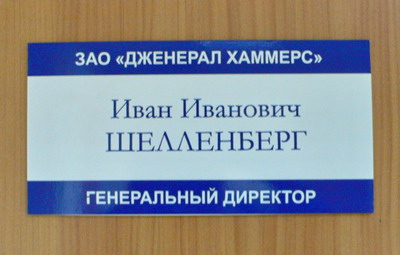 ЗАО «ДЖЕНЕРАЛ ХАММЕРС»
Иван Иванович
ШЕЛЛЕНБЕРГ
ГЕНЕРАЛЬНЫЙ ДИРЕКТОР